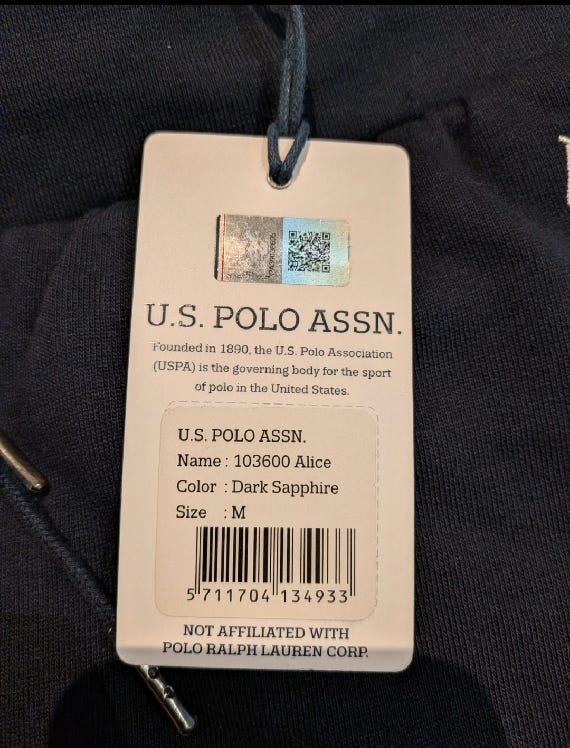 U.S. POLO ASSN.
Founded in 1890, the U.S. Polo Association
(USPA) is the governing body for the sport
of polo in the United States.
U.S. POLO ASSN.
Name : 103600 Alice
Color : Dark Sapphire
Size : M
5 711704 134933
NOT AFFILIATED WITH
POLO RALPH LAUREN CORP.